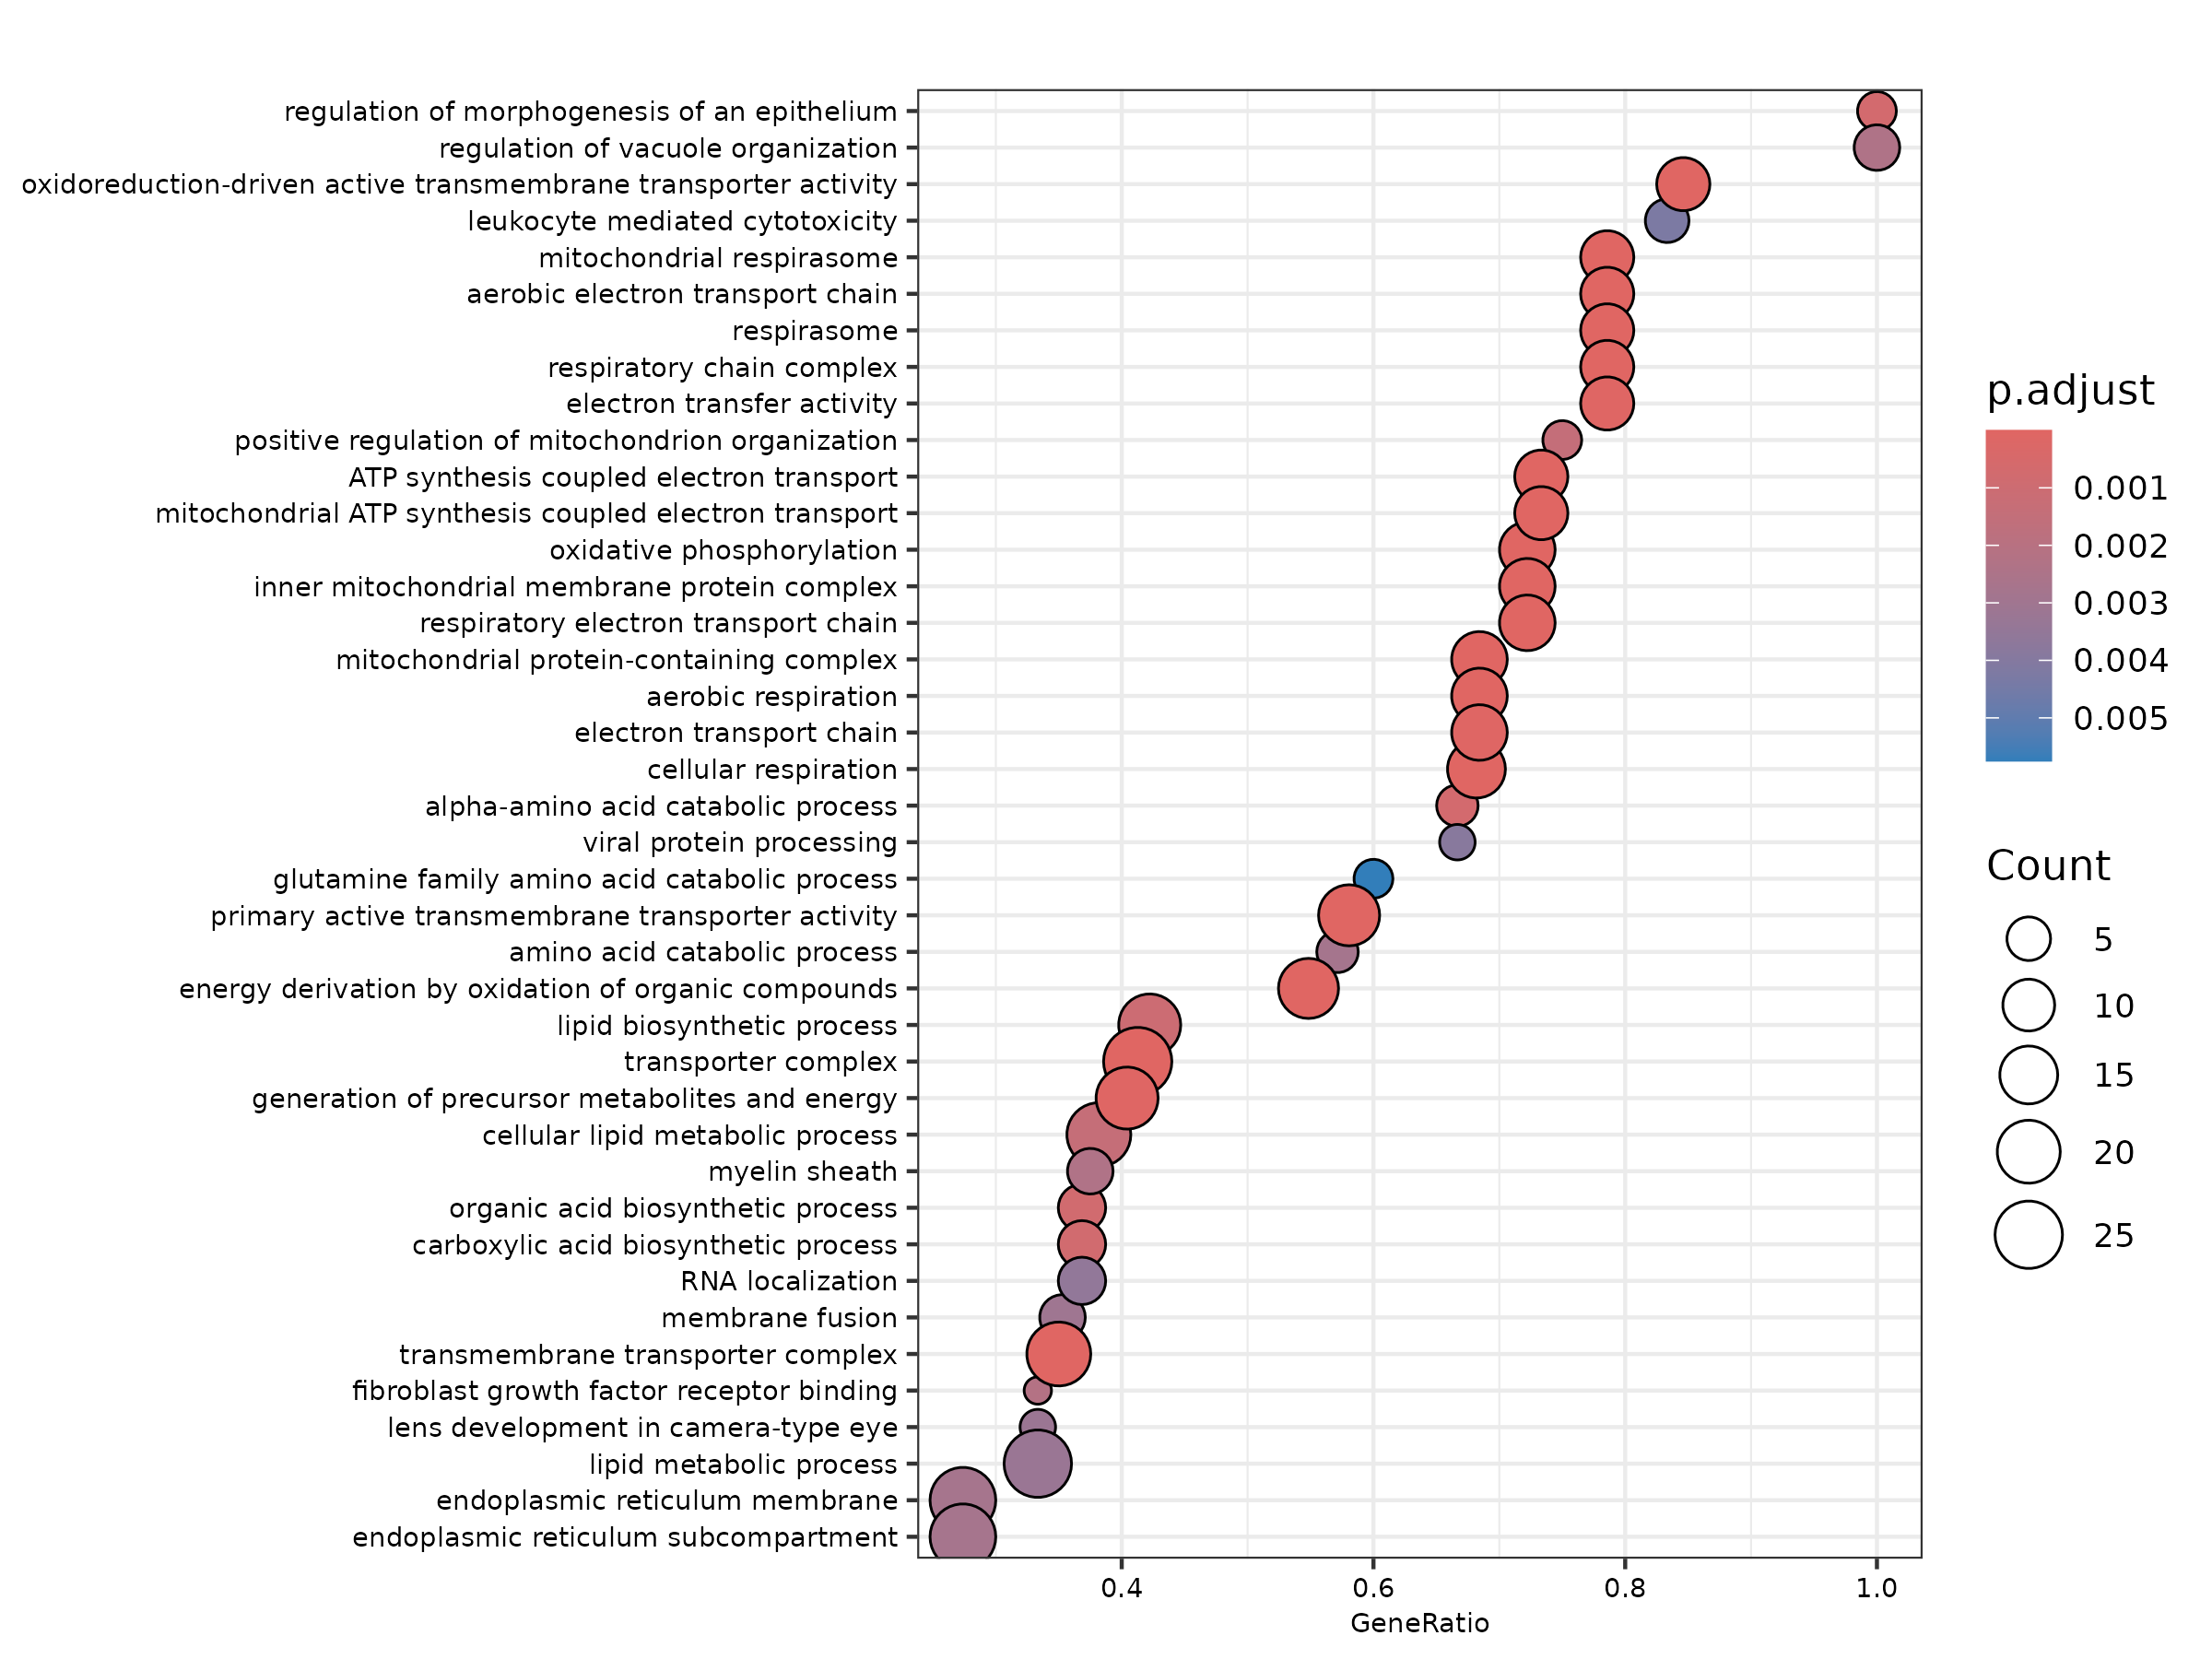 regulation of morphogenesis of an epithelium
regulation of vacuole organization
oxidoreduction-driven active transmembrane transporter activity
leukocyte mediated cytotoxicity
mitochondrial respirasome
aerobic electron transport chain
respirasome
respiratory chain complex
electron transfer activity
positive regulation of mitochondrion organization
ATP synthesis coupled electron transport
mitochondrial ATP synthesis coupled electron transport
oxidative phosphorylation
inner mitochondrial membrane protein complex
respiratory electron transport chain
mitochondrial protein-containing complex
aerobic respiration
electron transport chain
cellular respiration
alpha-amino acid catabolic process
viral protein processing
glutamine family amino acid catabolic process
primary active transmembrane transporter activity
amino acid catabolic process
energy derivation by oxidation of organic compounds
lipid biosynthetic process
transporter complex
generation of precursor metabolites and energy
cellular lipid metabolic process
myelin sheath
organic acid biosynthetic process
carboxylic acid biosynthetic process
RNA localization
membrane fusion
transmembrane transporter complex
fibroblast growth factor receptor binding
lens development in camera-type eye
lipid metabolic process
endoplasmic reticulum membrane
endoplasmic reticulum subcompartment
0.4 0.6 0.8 1.0
GeneRatio
p.adjust
0.001
0.002
0.003
0.004
0.005
Count
5
10
15
20
25